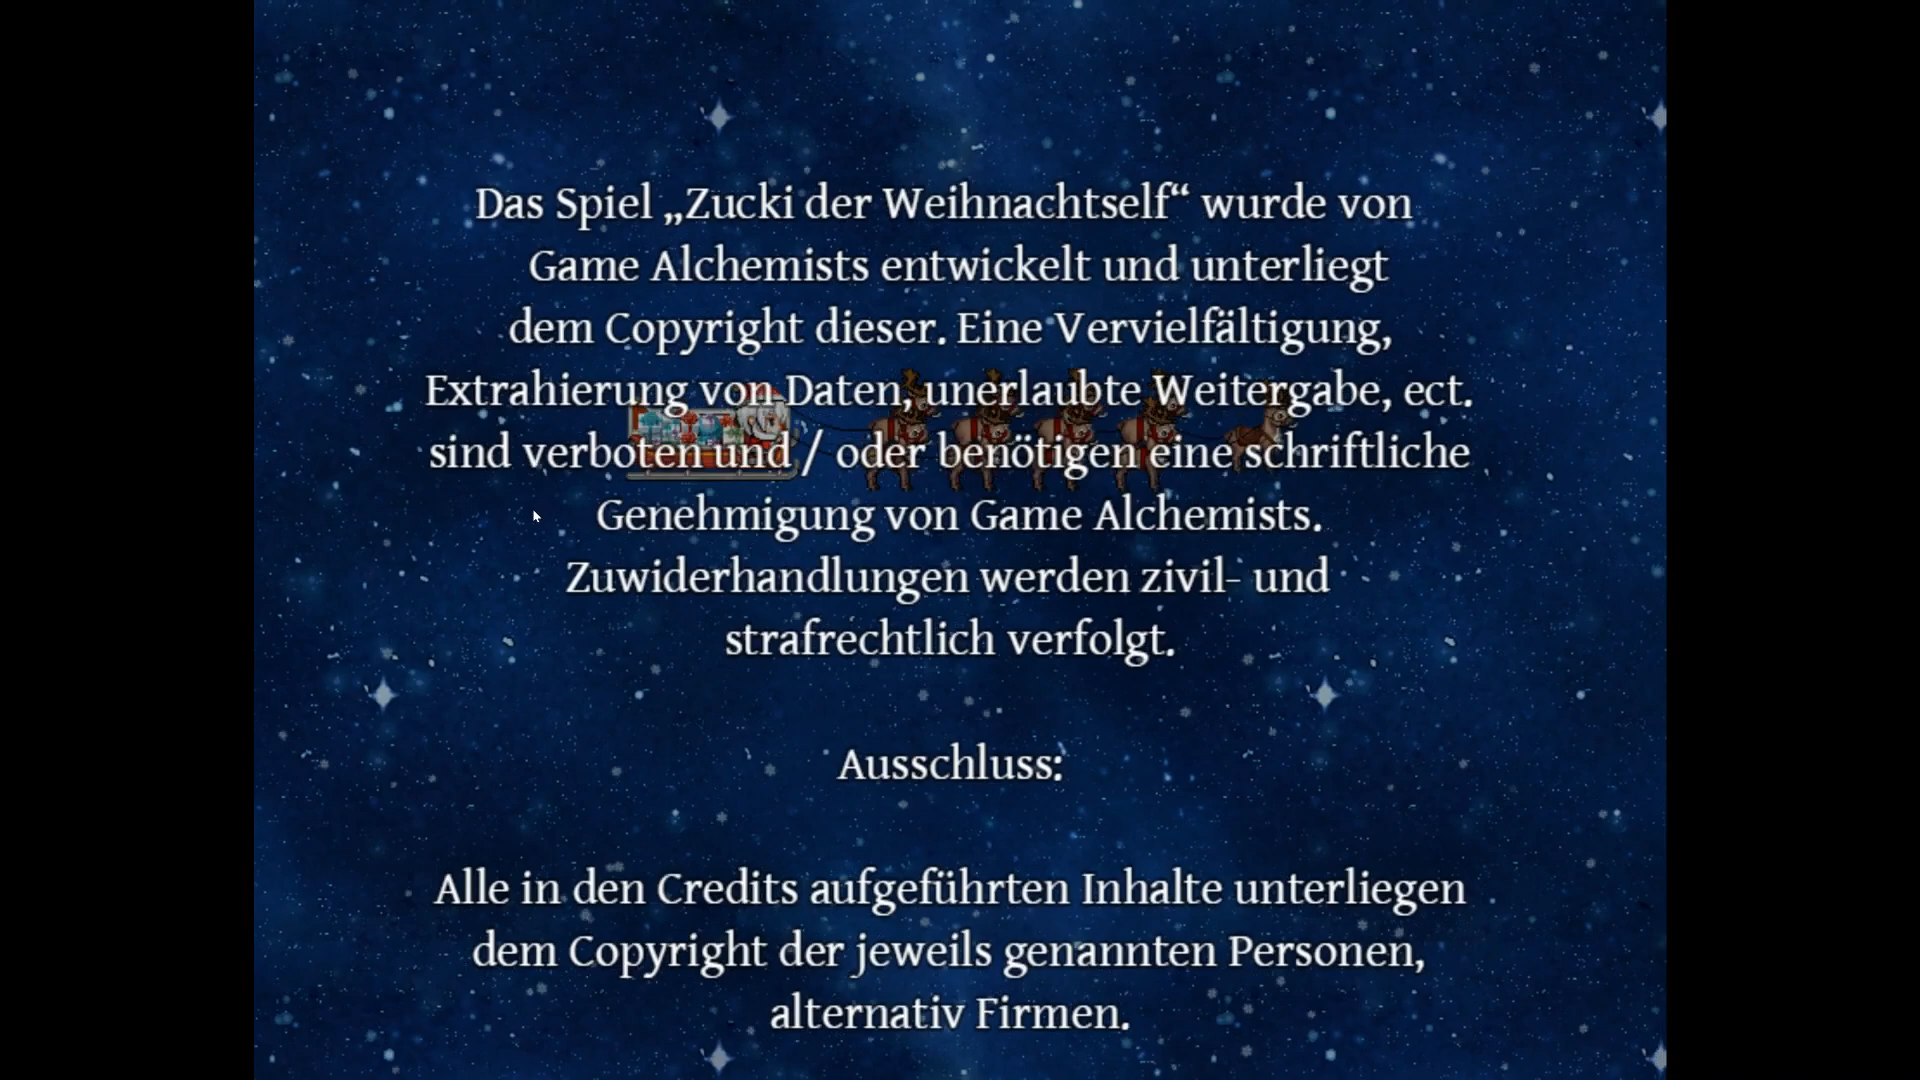 Das Spiel „Zucki der Weihnachtself“ wurde von
Game Alchemists entwickelt und unterliegt
dem Copyright dieser. Eine Vervielfältigung,
Extrahierung von Daten, unerlaubte Weitergabe, ect.
sind verboten und / oder benötigen eine schriftliche
Genehmigung von Game Alchemists.
Zuwiderhandlungen werden zivil- und
strafrechtlich verfolgt.
Ausschluss:
Alle in den Credits aufgeführten Inhalte unterliegen
dem Copyright der jeweils genannten Personen,
alternativ Firmen.